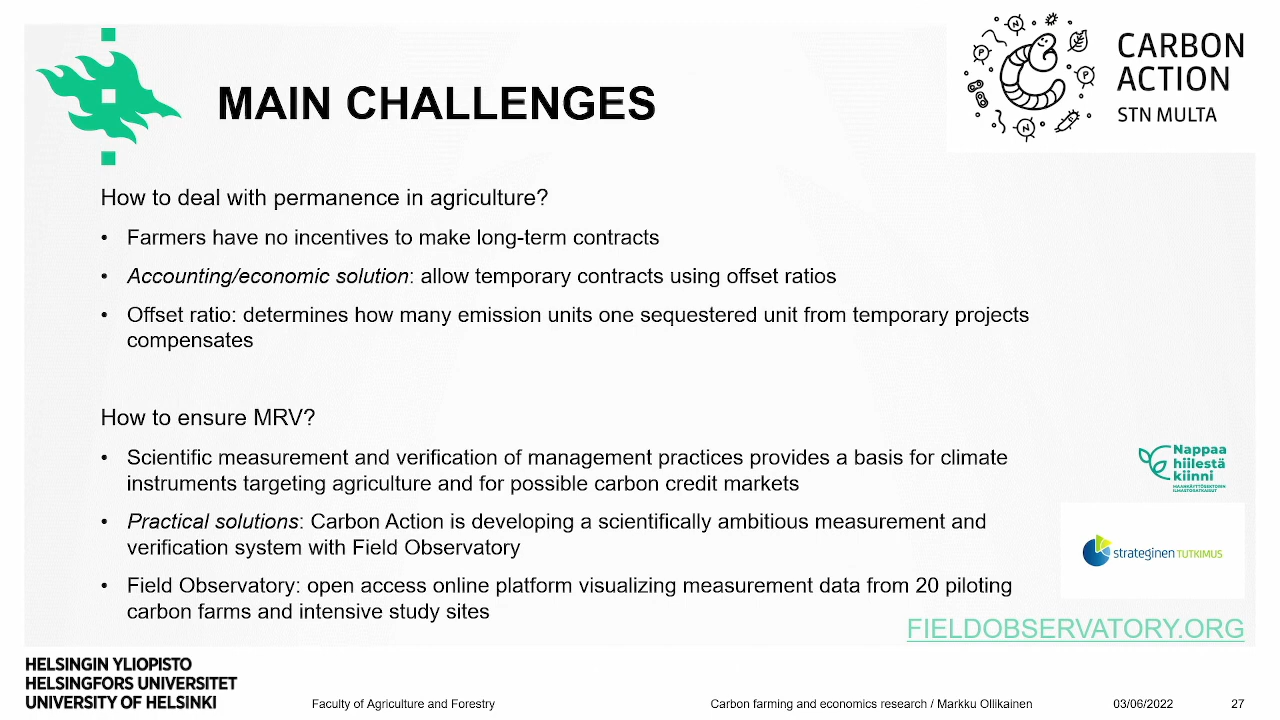 MAIN CHALLENGES
CARBON
ACTION
STN MULTA
N
P
P
N
N
How to deal with permanence in agriculture?
• Farmers have no incentives to make long-term contracts
• Accounting/economic solution: allow temporary contracts using offset ratios
• Offset ratio: determines how many emission units one sequestered unit from temporary projects
compensates
How to ensure MRV?
• Scientific measurement and verification of management practices provides a basis for climate
instruments targeting agriculture and for possible carbon credit markets
• Practical solutions: Carbon Action is developing a scientifically ambitious measurement and
verification system with Field Observatory
• Field Observatory: open access online platform visualizing measurement data from 20 piloting
carbon farms and intensive study sites
Nappaa
hiilestä
kiinni
MAANKÄYTTÖSEKTORIN
ILMASTORATKAISUT
strateginen TUTKIMUS
FIELDOBSERVATORY.ORG
HELSINGIN YLIOPISTO
HELSINGFORS UNIVERSITET
UNIVERSITY OF HELSINKI
Faculty of Agriculture and Forestry
Carbon farming and economics research / Markku Ollikainen
03/06/2022
27